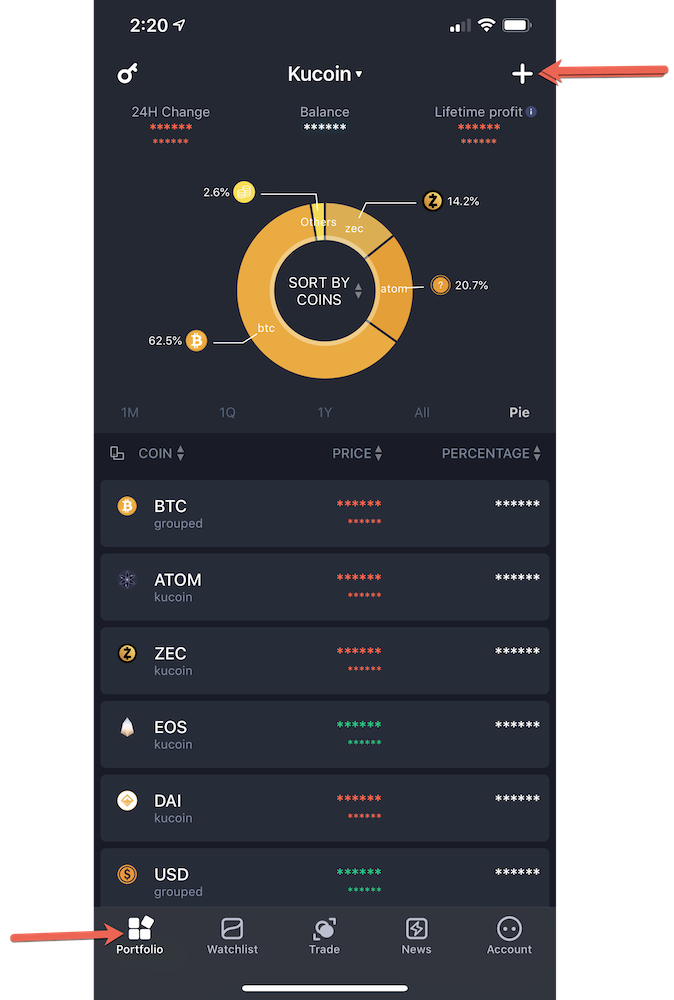 2:20
Kucoin
24H Change Balance Lifetime profit i
****** ****** ******
****** ******
2.6%
14.2%
Others
zec
SORT BY
COINS
atom
20.7%
btc
62.5%
1M 1Q 1Y All Pie
COIN PRICE PERCENTAGE
BTC ****** ******
grouped ******
ATOM ****** ******
kucoin ******
ZEC ****** ******
kucoin ******
EOS ****** ******
kucoin ******
DAI ****** ******
kucoin ******
USD ****** ******
grouped ******
Portfolio Watchlist Trade News Account